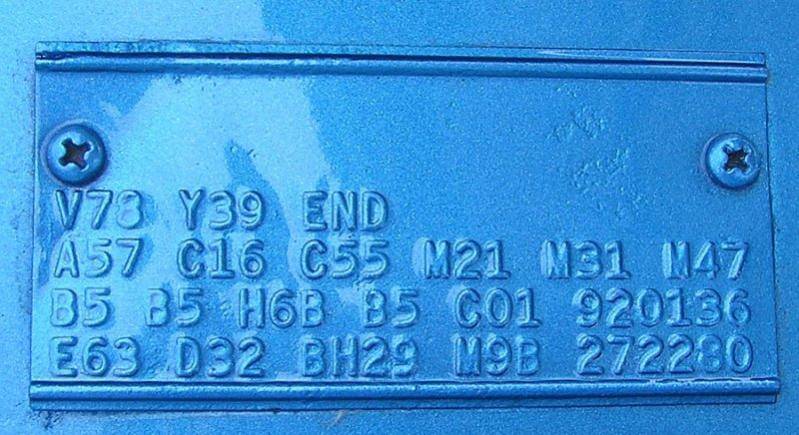 V78 Y39 END
A57 C16 C55 M21 M31 M47
B5 B5 H6B B5 C01 920136
E63 D32 BH29 M9B 272280